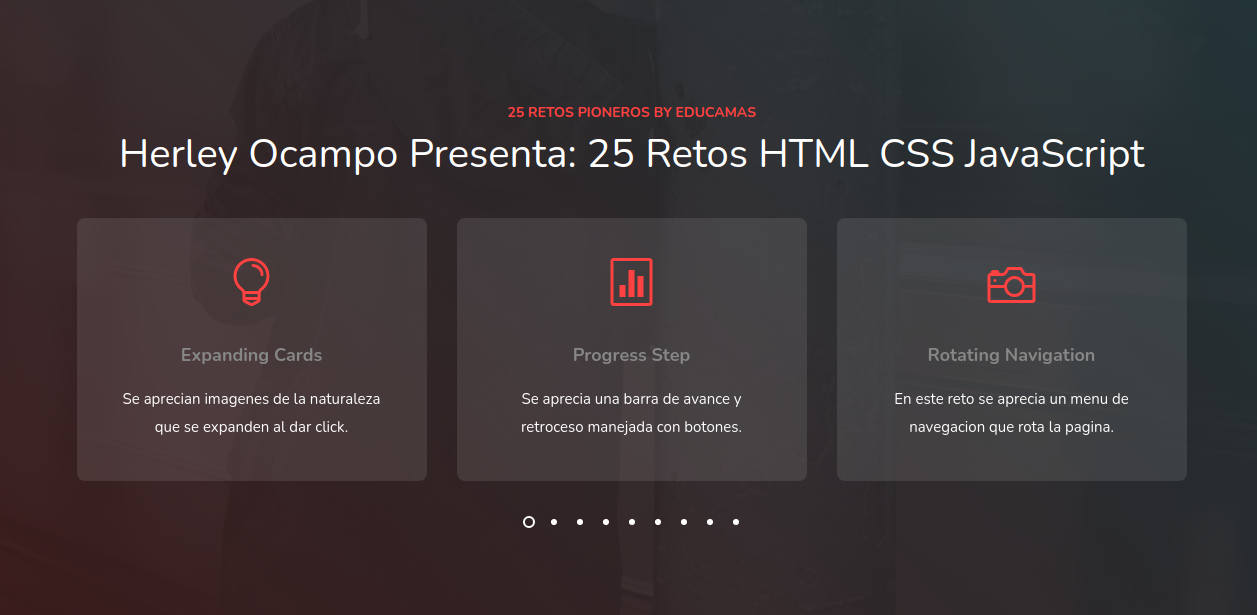 25 RETOS PIONEROS BY EDUCAMAS
Herley Ocampo Presenta: 25 Retos HTML CSS JavaScript
Expanding Cards
Se aprecian imagenes de la naturaleza
que se expanden al dar click.
Progress Step
Se aprecia una barra de avance y
retroceso manejada con botones.
Rotating Navigation
En este reto se aprecia un menu de
navegacion que rota la pagina.